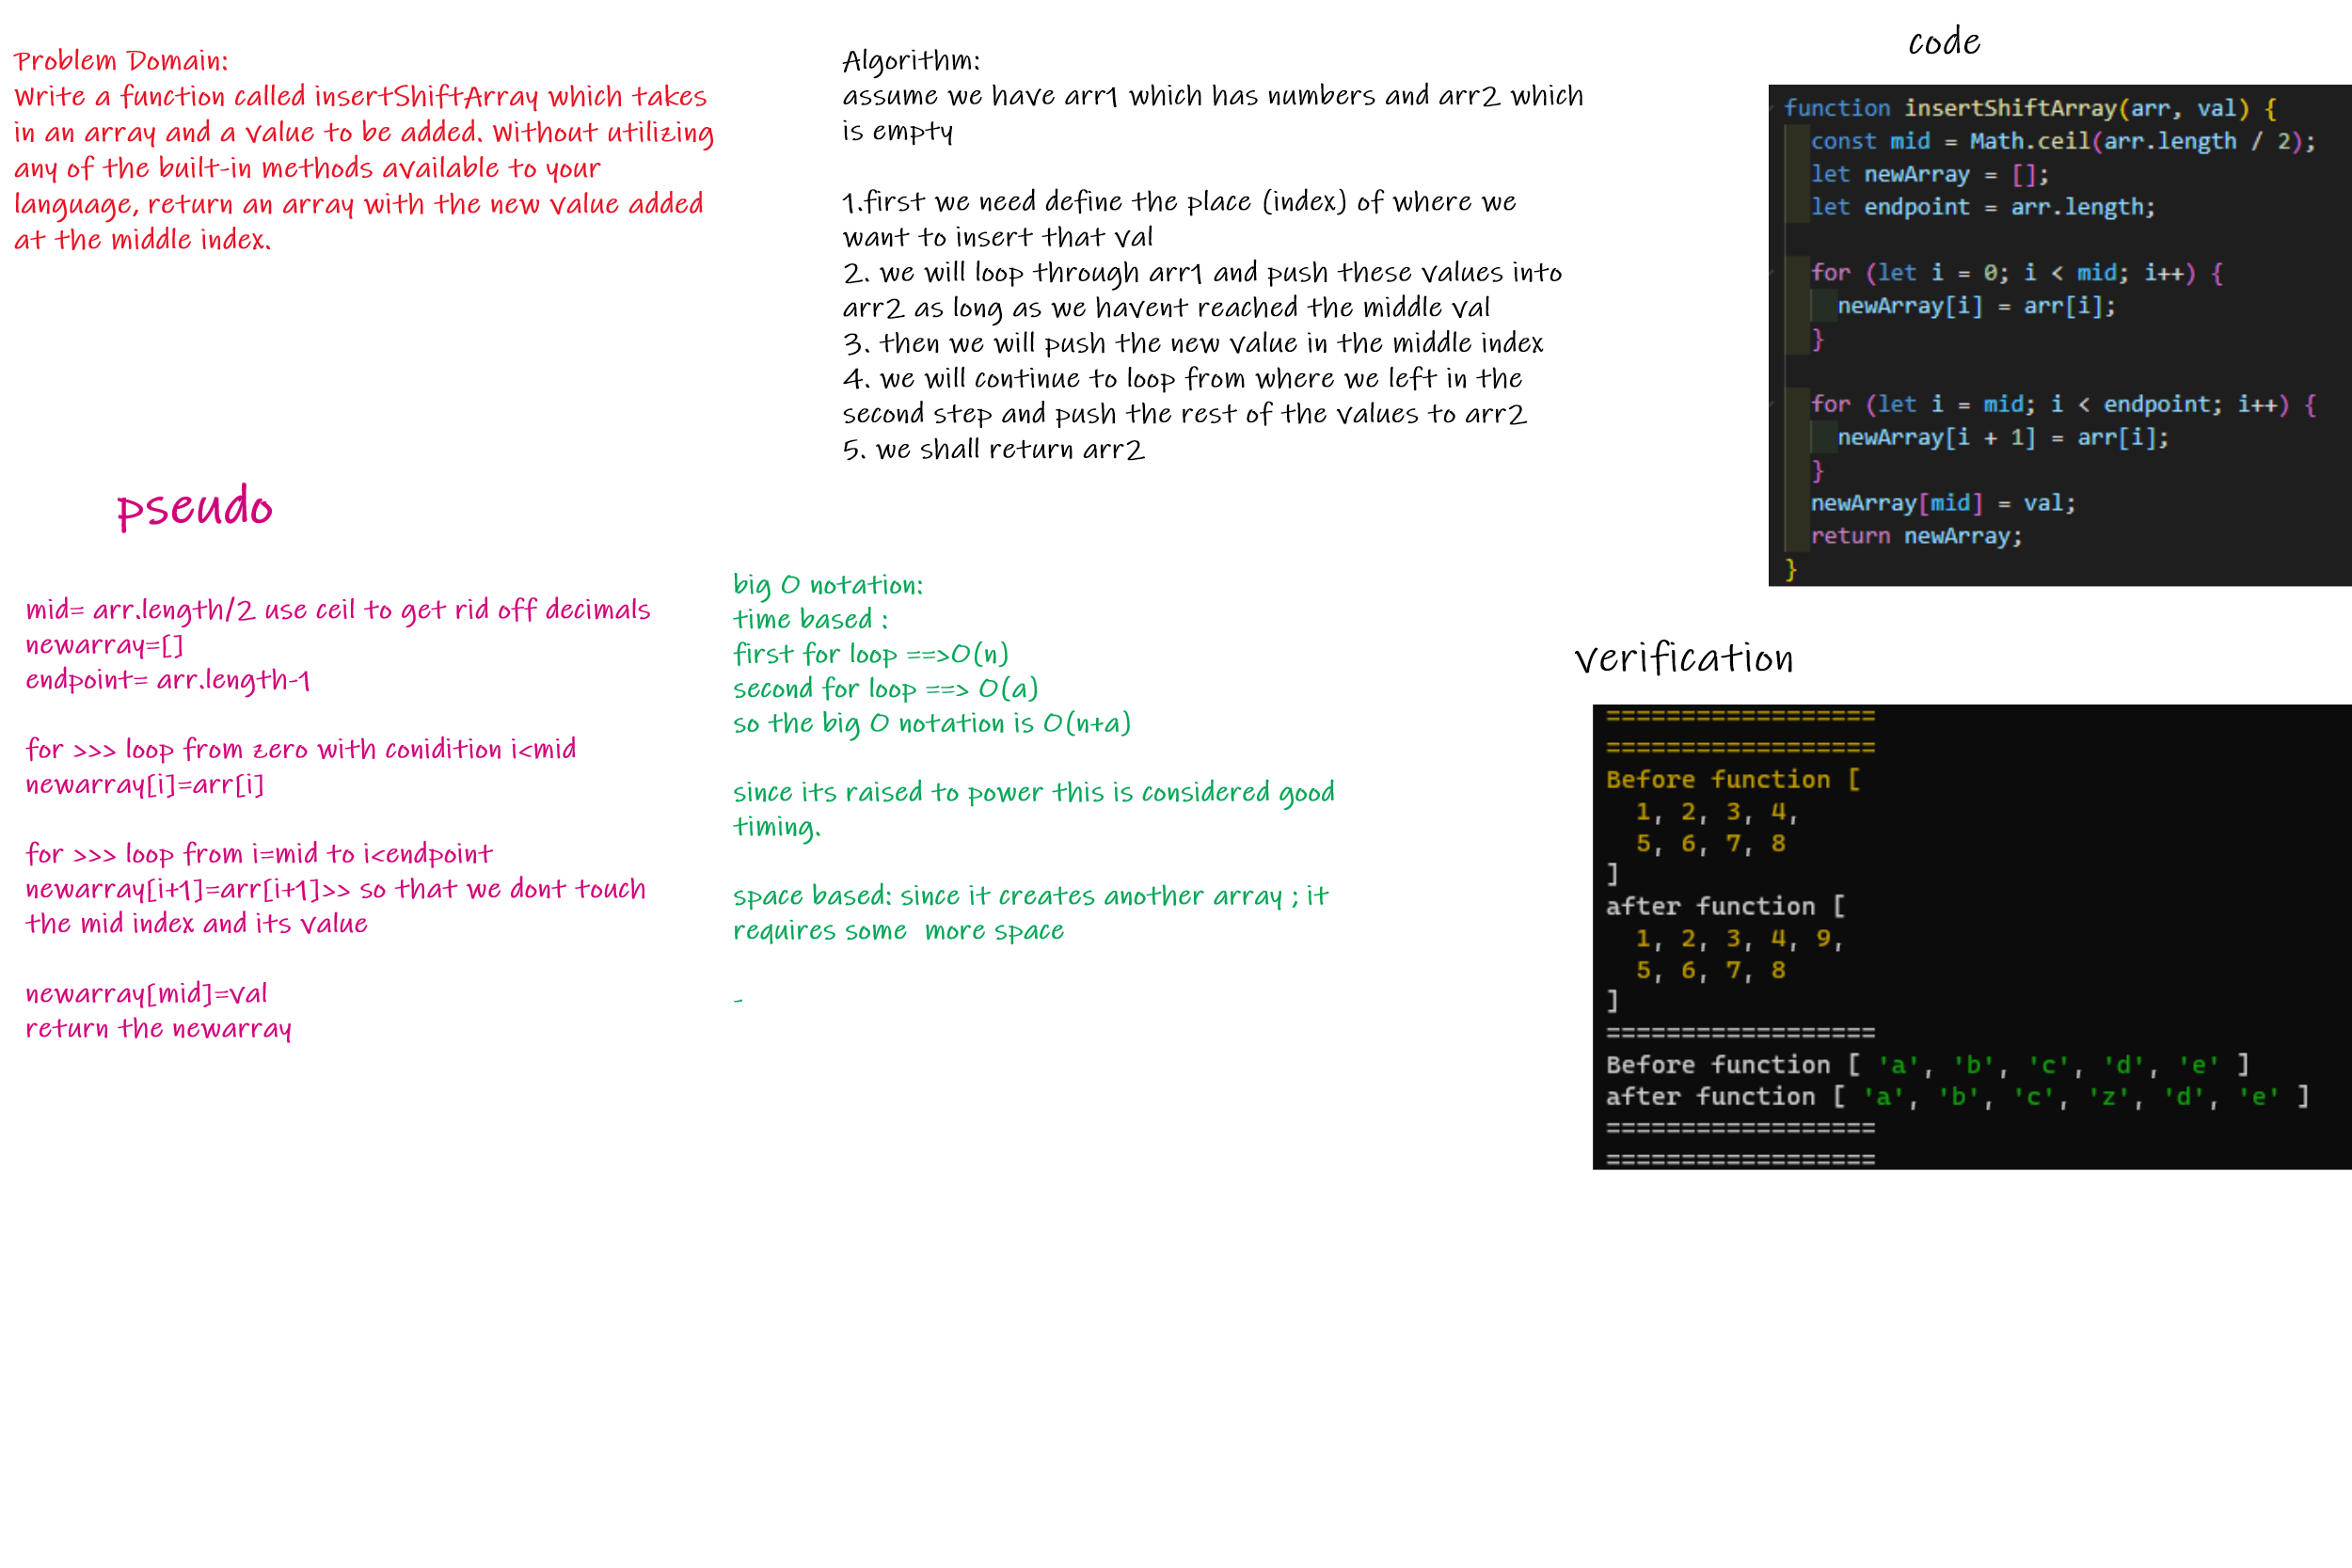 Problem Domain:
Write a function called insertShiftArray which takes
in an array and a value to be added. Without utilizing
any of the built-in methods available to your
language, return an array with the new value added
at the middle index.
Algorithm:
assume we have arr1 which has numbers and arr2 which
is empty
1.first we need define the place (index) of where we
want to insert that val
2. we will loop through arr1 and push these values into
arr2 as long as we havent reached the middle val
3. then we will push the new value in the middle index
4. we will continue to loop from where we left in the
second step and push the rest of the values to arr2
5. we shall return arr2
code
function insertShiftArray(arr, val) {
const mid = Math.ceil(arr.length / 2);
let newArray = [];
let endpoint = arr.length;
for (let i = 0; i < mid; i++) {
newArray[i] = arr[i];
}
for (let i = mid; i < endpoint; i++) {
newArray[i + 1] = arr[i];
}
newArray[mid] = val;
return newArray;
}
pseudo
mid= arr.length/2 use ceil to get rid off decimals
newarray=[]
endpoint= arr.length-1
for >>> loop from zero with conidition i<mid
newarray[i]=arr[i]
for >>> loop from i=mid to i<endpoint
newarray[i+1]=arr[i+1]>> so that we dont touch
the mid index and its value
newarray[mid]=val
return the newarray
big O notation:
time based :
first for loop ==>O(n)
second for loop ==> O(a)
so the big O notation is O(n+a)
since its raised to power this is considered good
timing.
space based: since it creates another array ; it
requires some  more space
-
verification
==================
==================
Before function [
1, 2, 3, 4,
5, 6, 7, 8
]
after function [
1, 2, 3, 4, 9,
5, 6, 7, 8
]
==================
Before function [ 'a', 'b', 'c', 'd', 'e' ]
after function [ 'a', 'b', 'c', 'z', 'd', 'e' ]
==================
==================